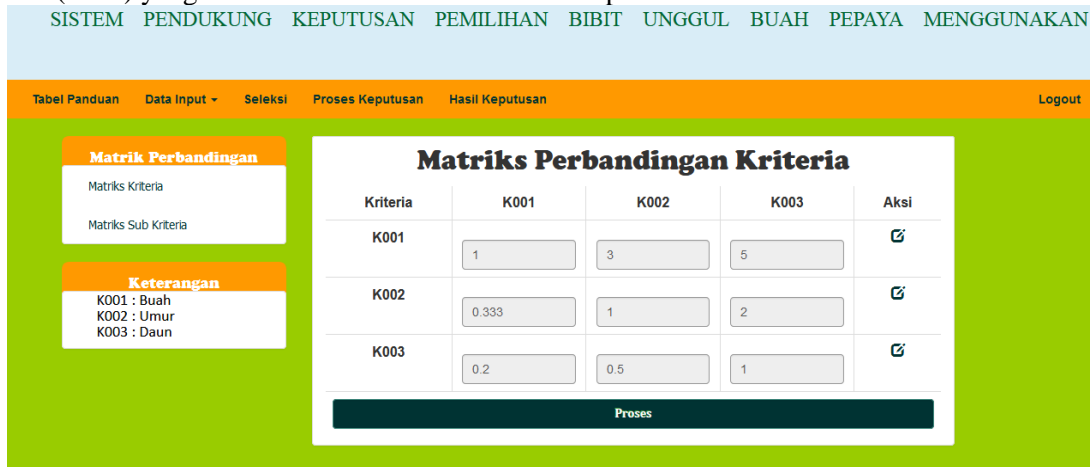 SISTEM PENDUKUNG KEPUTUSAN PEMILIHAN BIBIT UNGGUL BUAH PEPAYA MENGGUNAKAN
Tabel Panduan Data Input Seleksi Proses Keputusan Hasil Keputusan Logout
Matrik Perbandingan
Matriks Kriteria
Matriks Sub Kriteria
Keterangan
K001 : Buah
K002 : Umur
K003 : Daun
Matriks Perbandingan Kriteria
Kriteria K001 K002 K003 Aksi
K001 1 3 5
K002 0.333 1 2
K003 0.2 0.5 1
Proses